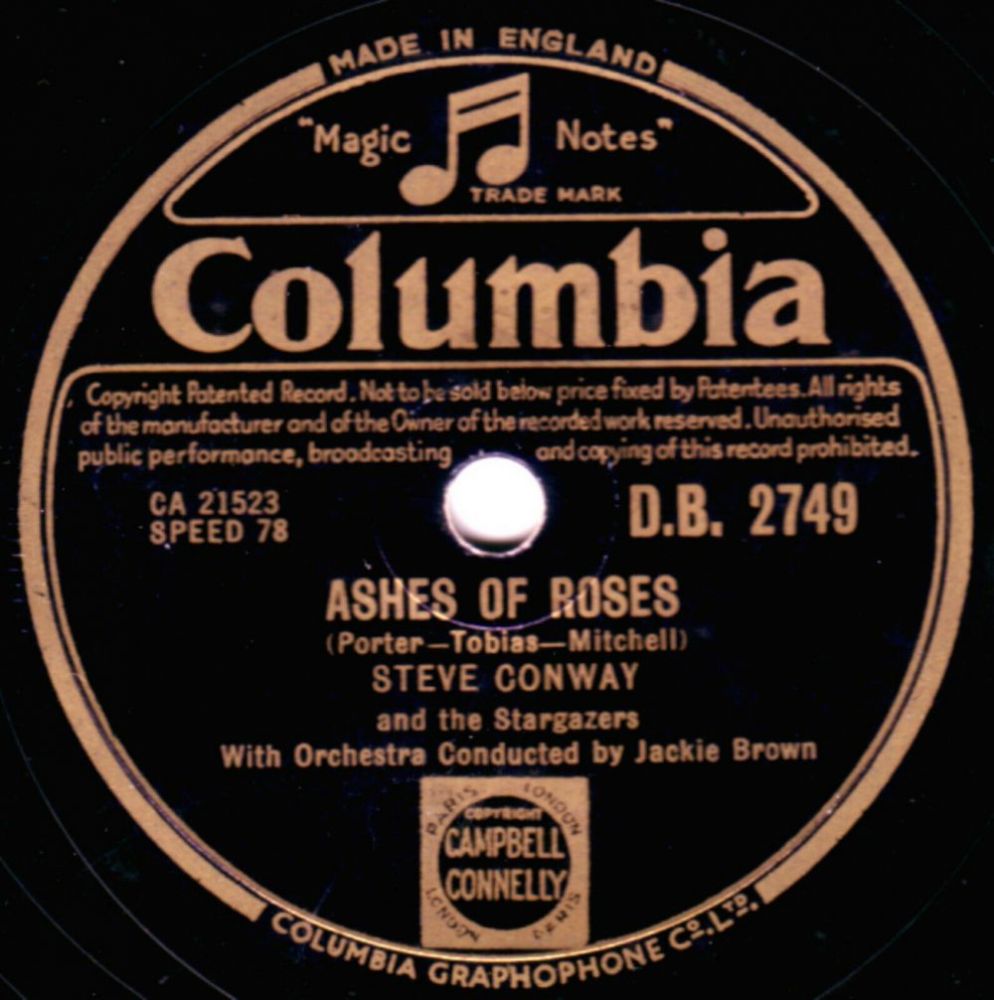 MADE IN ENGLAND
"Magic Notes"
TRADE MARK
Columbia
Copyright Patented Record. Not to be sold below price fixed by Patentees. All rights
of the manufacturer and of the Owner of the recorded work reserved. Unauthorised
public performance, broadcasting and copying of this record prohibited.
CA 21523
SPEED 78
D.B. 2749
ASHES OF ROSES
(Porter—Tobias—Mitchell)
STEVE CONWAY
and the Stargazers
With Orchestra Conducted by Jackie Brown
PARIS LONDON
COPYRIGHT
CAMPBELL
CONNELLY
LONDON PARIS
COLUMBIA GRAPHOPHONE CO., LTD.